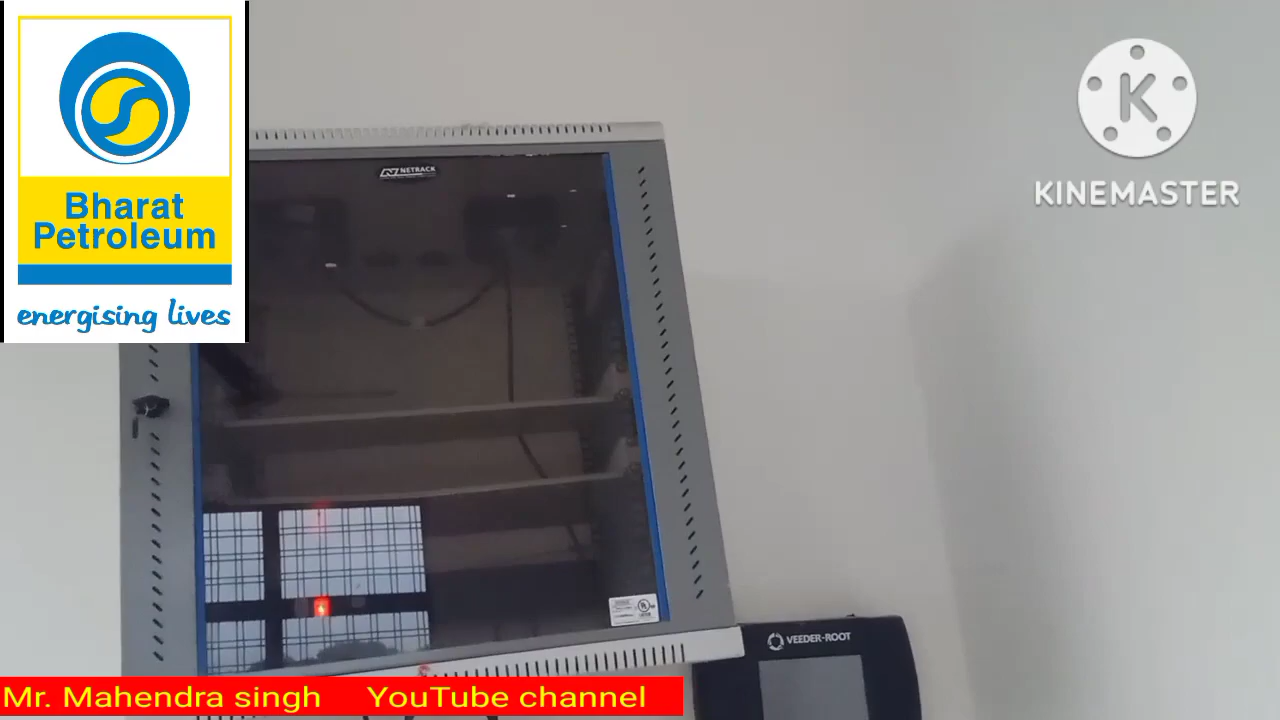 Bharat
Petroleum
energising lives
K
KINEMASTER
NETRACK
VEEDER-ROOT
Mr. Mahendra singh YouTube channel